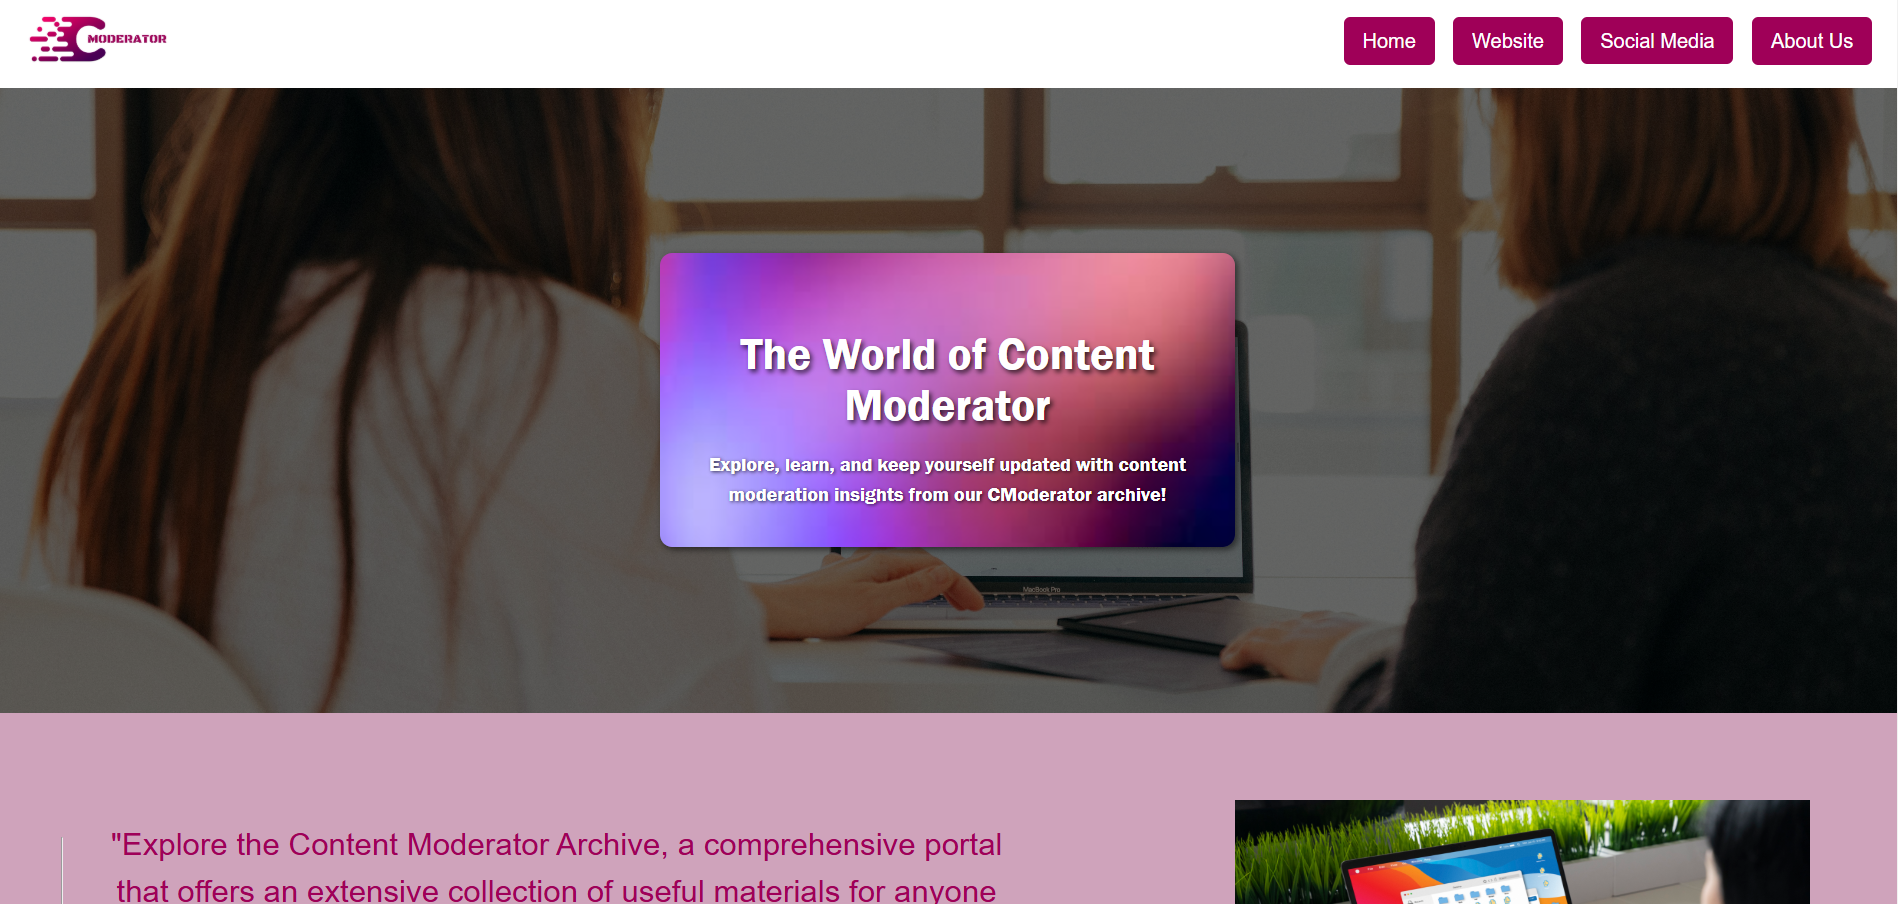 MODERATOR
Home Website Social Media About Us
The World of Content
Moderator
Explore, learn, and keep yourself updated with content
moderation insights from our CModerator archive!
MacBook Pro
"Explore the Content Moderator Archive, a comprehensive portal
that offers an extensive collection of useful materials for anyone